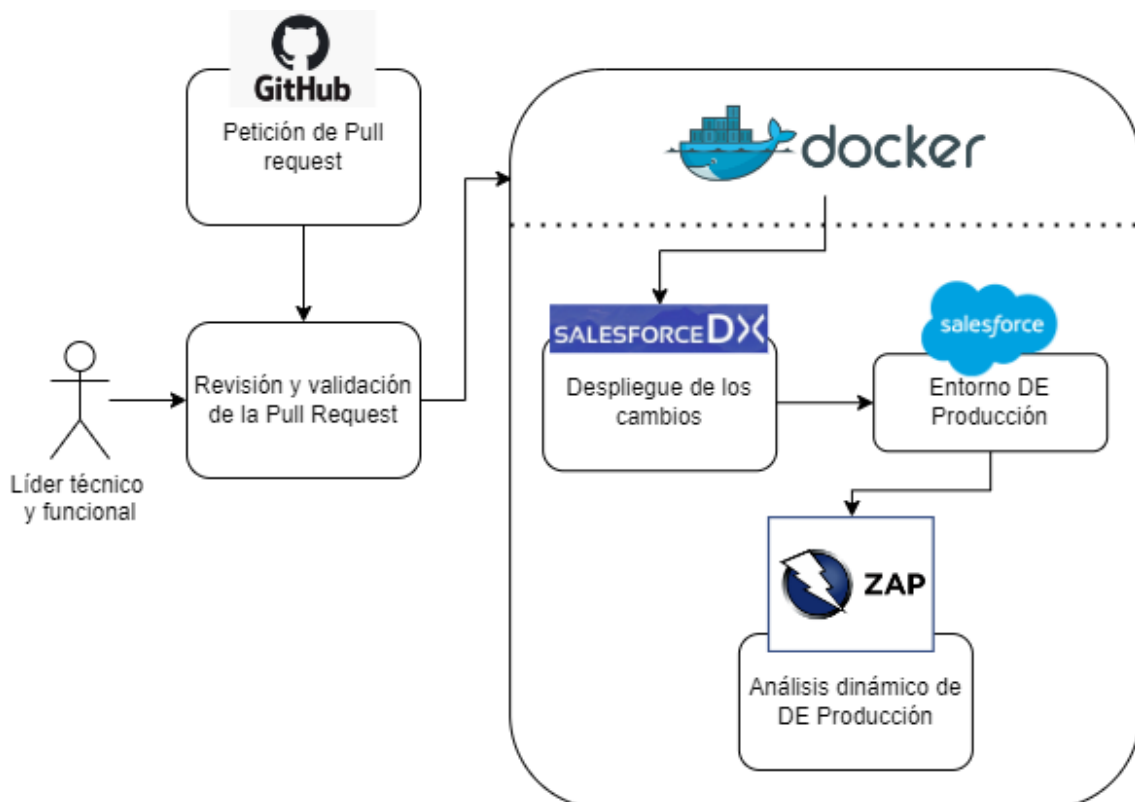 GitHub
Petición de Pull
request
docker
SALESFORCE DX
Despliegue de los
cambios
salesforce
Entorno DE
Producción
Revisión y validación
de la Pull Request
Líder técnico
y funcional
ZAP
Análisis dinámico de
DE Producción